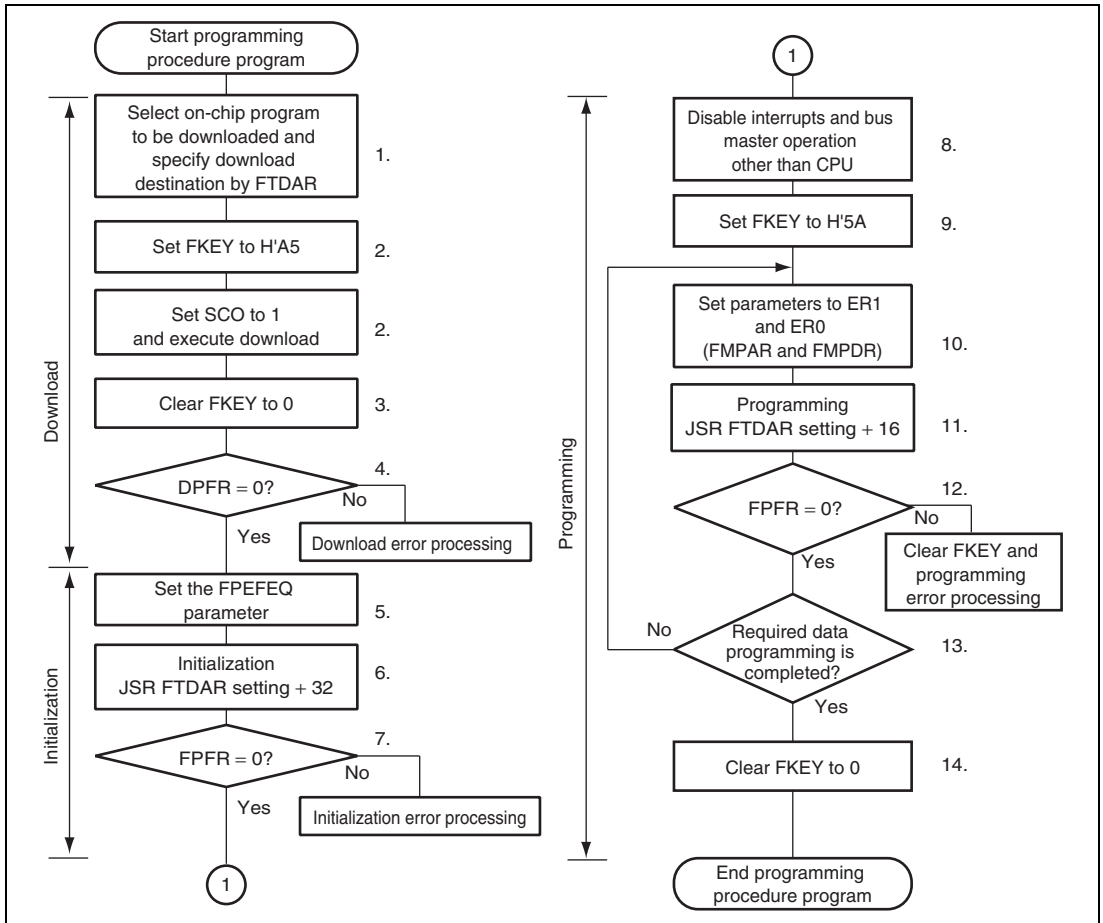 Start programming
procedure program
Select on-chip program
to be downloaded and
specify download
destination by FTDAR
1.
Set FKEY to H'A5
2.
Set SCO to 1
and execute download
2.
Clear FKEY to 0
3.
Download
DPFR = 0?
4.
No
Yes
Download error processing
Set the FPEFEQ
parameter
5.
Initialization
JSR FTDAR setting + 32
6.
Initialization
FPFR = 0?
7.
No
Yes
Initialization error processing
1
1
Disable interrupts and bus
master operation
other than CPU
8.
Set FKEY to H'5A
9.
Set parameters to ER1
and ER0
(FMPAR and FMPDR)
10.
Programming
JSR FTDAR setting + 16
11.
Programming
FPFR = 0?
12.
No
Yes
Clear FKEY and
programming
error processing
No
Required data
programming is
completed?
13.
Yes
Clear FKEY to 0
14.
End programming
procedure program